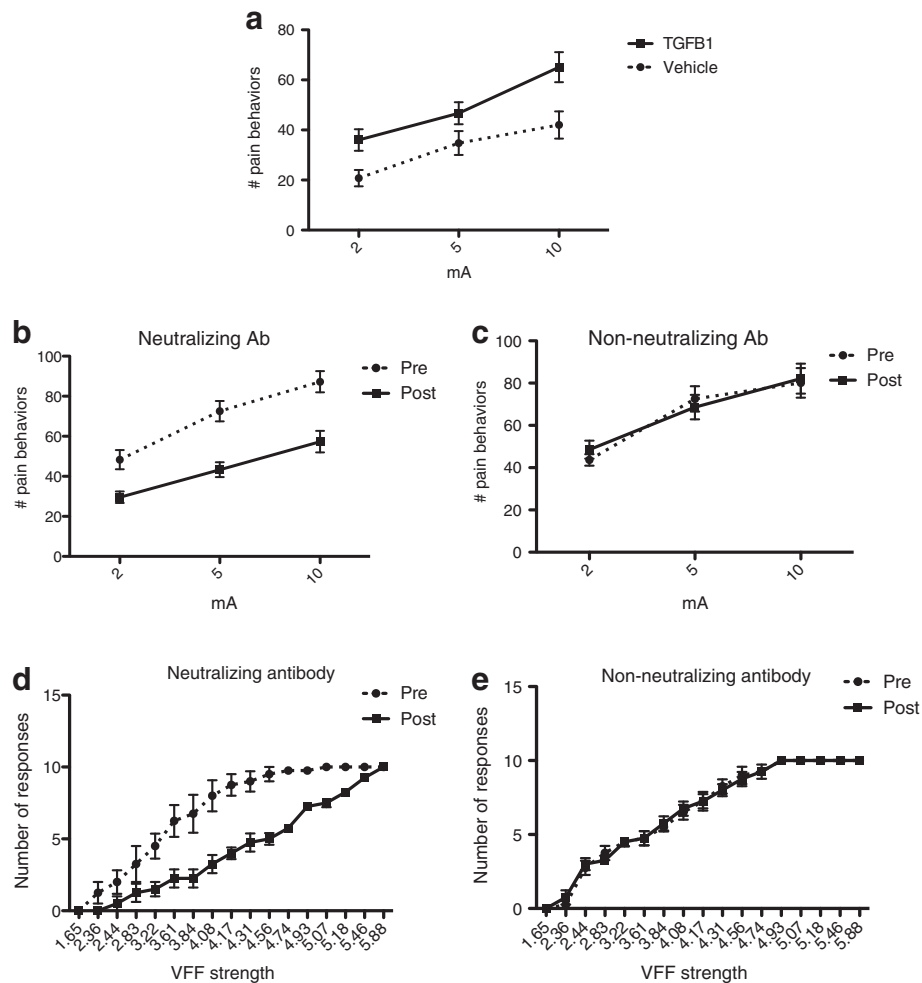 a
80
60
40
20
0
# pain behaviors
2 5 10
mA
TGFB1
Vehicle
b
Neutralizing Ab
100
80
60
40
20
0
# pain behaviors
2 5 10
mA
Pre
Post
c
Non-neutralizing Ab
100
80
60
40
20
0
# pain behaviors
2 5 10
mA
Pre
Post
d
Neutralizing antibody
15
10
5
0
Number of responses
1.65 2.36 2.44 2.83 3.22 3.61 3.84 4.08 4.17 4.31 4.56 4.74 4.93 5.07 5.18 5.46 5.88
VFF strength
Pre
Post
e
Non-neutralizing antibody
15
10
5
0
Number of responses
1.65 2.36 2.44 2.83 3.22 3.61 3.84 4.08 4.17 4.31 4.56 4.74 4.93 5.07 5.18 5.46 5.88
VFF strength
Pre
Post